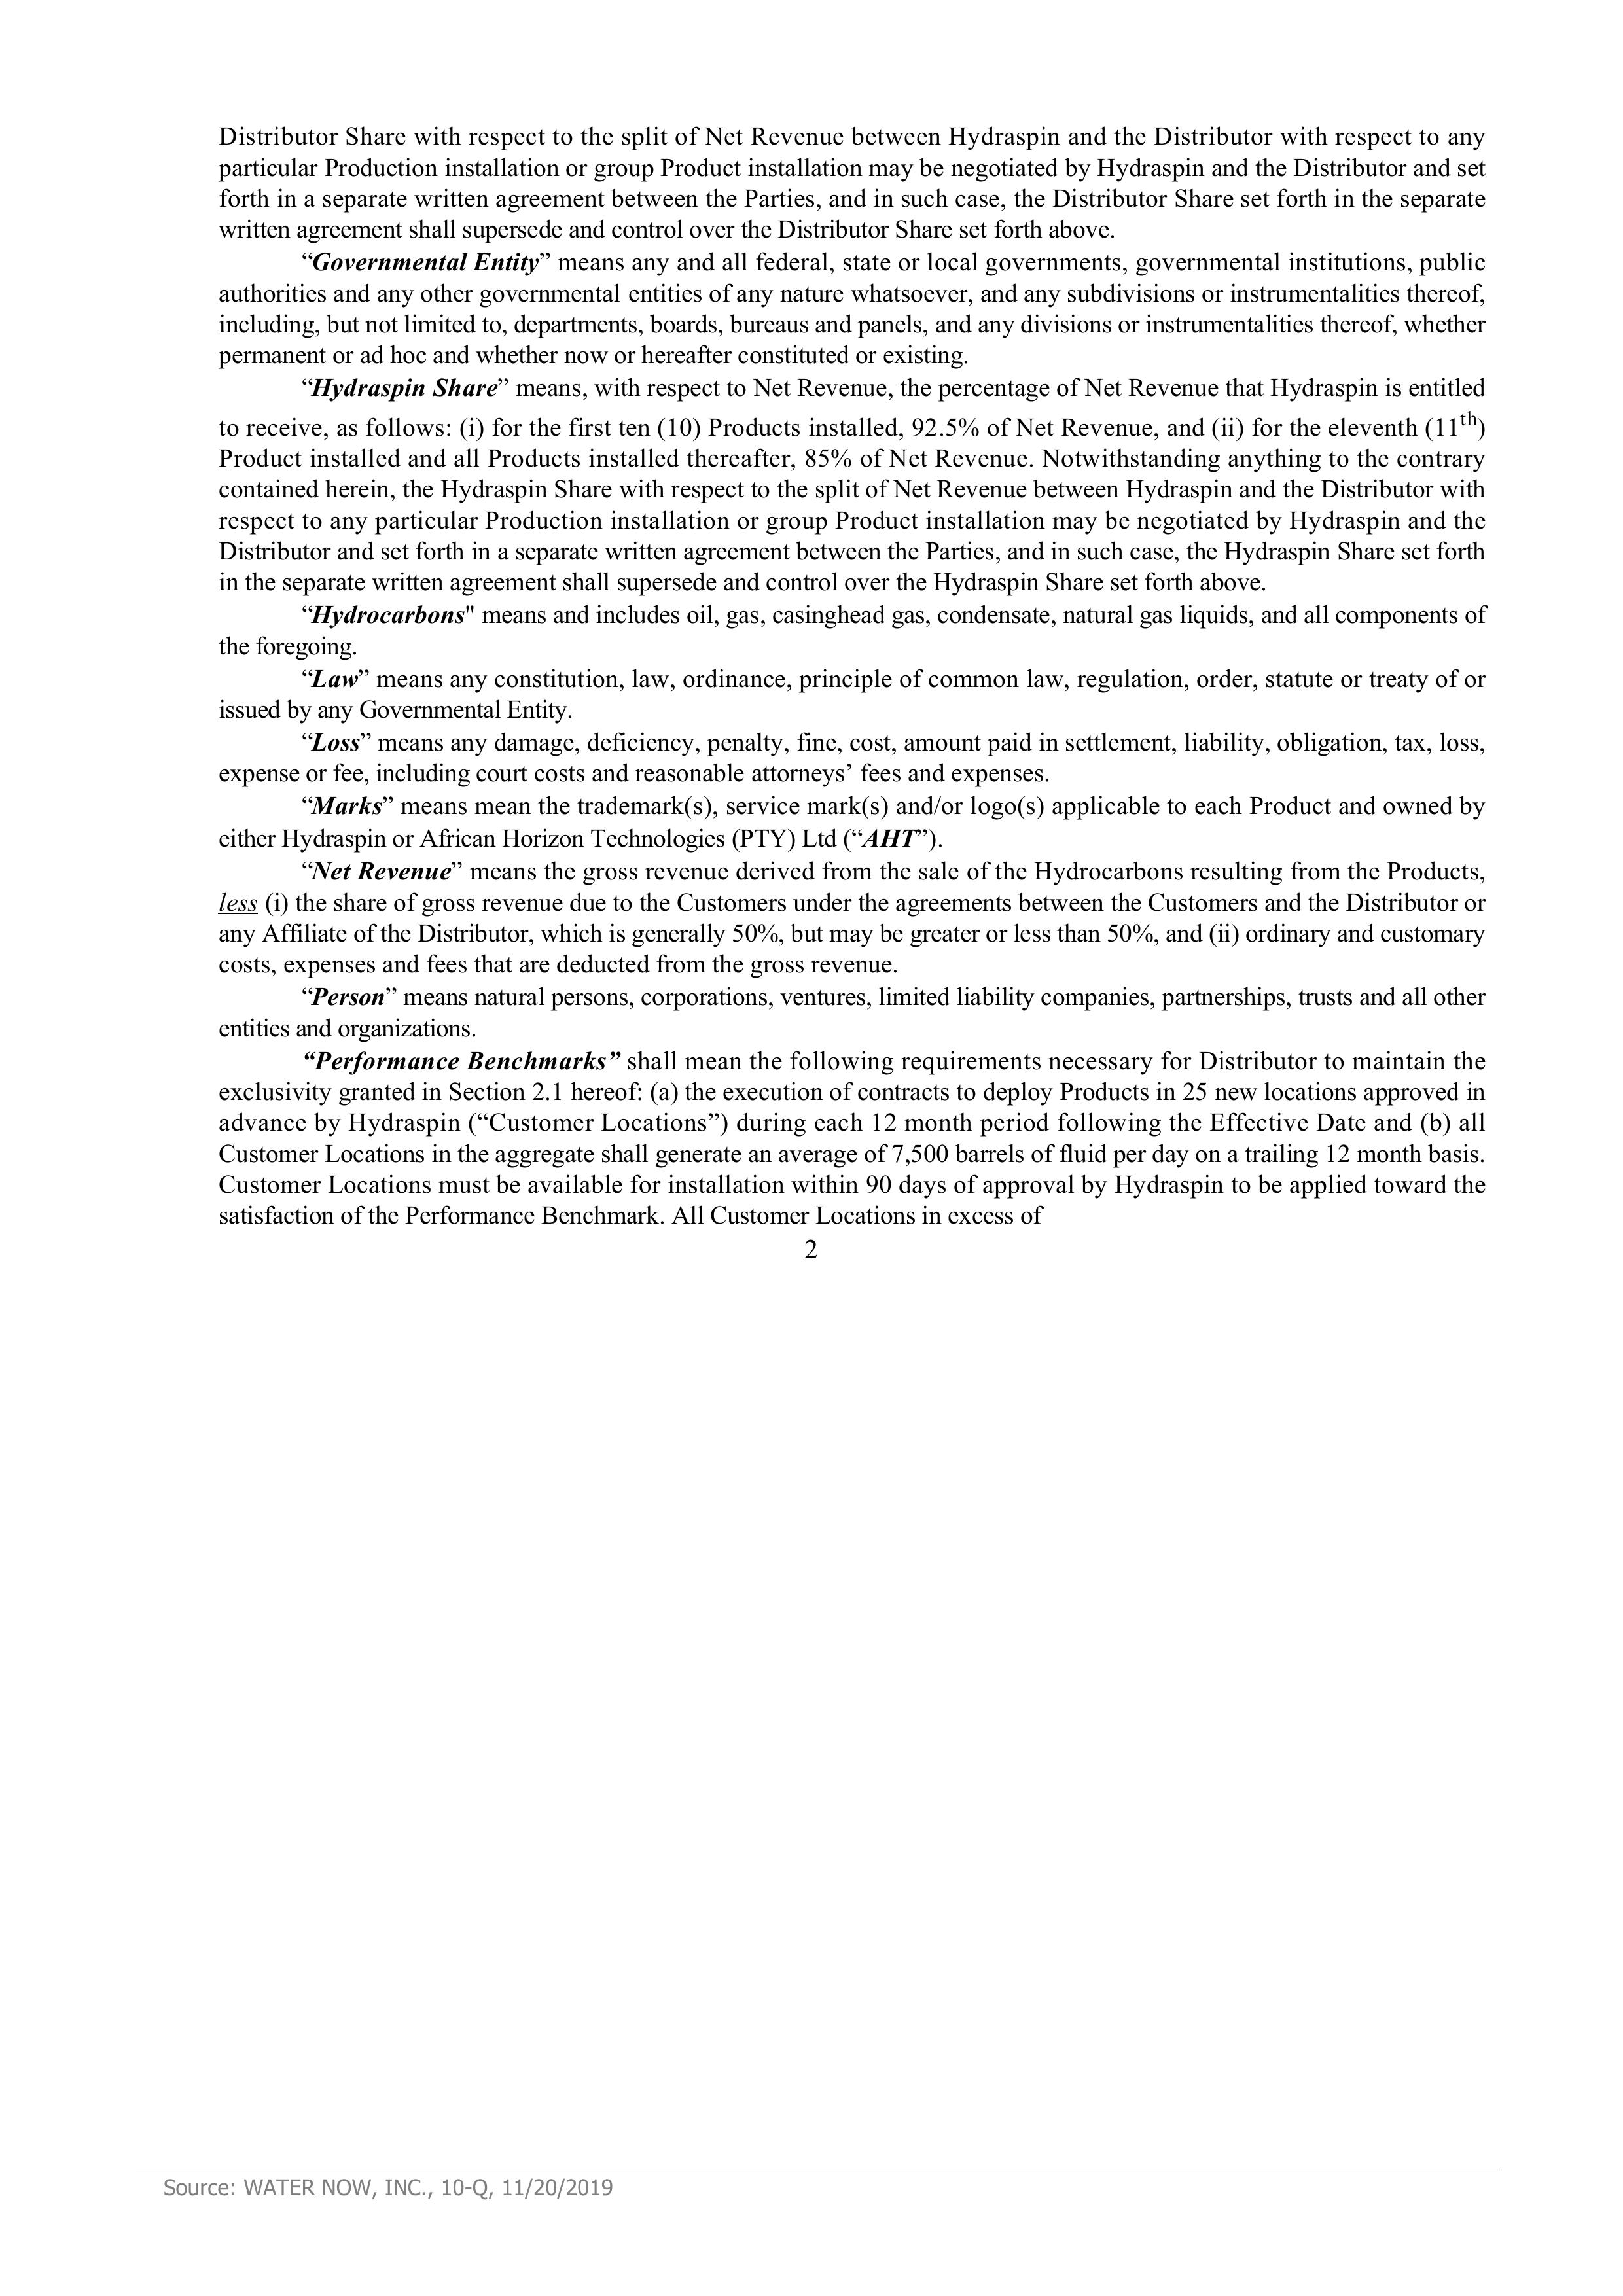 Distributor Share with respect to the split of Net Revenue between Hydraspin and the Distributor with respect to any
particular Production installation or group Product installation may be negotiated by Hydraspin and the Distributor and set
forth in a separate written agreement between the Parties, and in such case, the Distributor Share set forth in the separate
written agreement shall supersede and control over the Distributor Share set forth above.
“Governmental Entity” means any and all federal, state or local governments, governmental institutions, public
authorities and any other governmental entities of any nature whatsoever, and any subdivisions or instrumentalities thereof,
including, but not limited to, departments, boards, bureaus and panels, and any divisions or instrumentalities thereof, whether
permanent or ad hoc and whether now or hereafter constituted or existing.
“Hydraspin Share” means, with respect to Net Revenue, the percentage of Net Revenue that Hydraspin is entitled
to receive, as follows: (i) for the first ten (10) Products installed, 92.5% of Net Revenue, and (ii) for the eleventh (11th)
Product installed and all Products installed thereafter, 85% of Net Revenue. Notwithstanding anything to the contrary
contained herein, the Hydraspin Share with respect to the split of Net Revenue between Hydraspin and the Distributor with
respect to any particular Production installation or group Product installation may be negotiated by Hydraspin and the
Distributor and set forth in a separate written agreement between the Parties, and in such case, the Hydraspin Share set forth
in the separate written agreement shall supersede and control over the Hydraspin Share set forth above.
“Hydrocarbons" means and includes oil, gas, casinghead gas, condensate, natural gas liquids, and all components of
the foregoing.
“Law” means any constitution, law, ordinance, principle of common law, regulation, order, statute or treaty of or
issued by any Governmental Entity.
“Loss” means any damage, deficiency, penalty, fine, cost, amount paid in settlement, liability, obligation, tax, loss,
expense or fee, including court costs and reasonable attorneys’ fees and expenses.
“Marks” means mean the trademark(s), service mark(s) and/or logo(s) applicable to each Product and owned by
either Hydraspin or African Horizon Technologies (PTY) Ltd (“AHT”).
“Net Revenue” means the gross revenue derived from the sale of the Hydrocarbons resulting from the Products,
less (i) the share of gross revenue due to the Customers under the agreements between the Customers and the Distributor or
any Affiliate of the Distributor, which is generally 50%, but may be greater or less than 50%, and (ii) ordinary and customary
costs, expenses and fees that are deducted from the gross revenue.
“Person” means natural persons, corporations, ventures, limited liability companies, partnerships, trusts and all other
entities and organizations.
“Performance Benchmarks” shall mean the following requirements necessary for Distributor to maintain the
exclusivity granted in Section 2.1 hereof: (a) the execution of contracts to deploy Products in 25 new locations approved in
advance by Hydraspin (“Customer Locations”) during each 12 month period following the Effective Date and (b) all
Customer Locations in the aggregate shall generate an average of 7,500 barrels of fluid per day on a trailing 12 month basis.
Customer Locations must be available for installation within 90 days of approval by Hydraspin to be applied toward the
satisfaction of the Performance Benchmark. All Customer Locations in excess of
2
Source: WATER NOW, INC., 10-Q, 11/20/2019